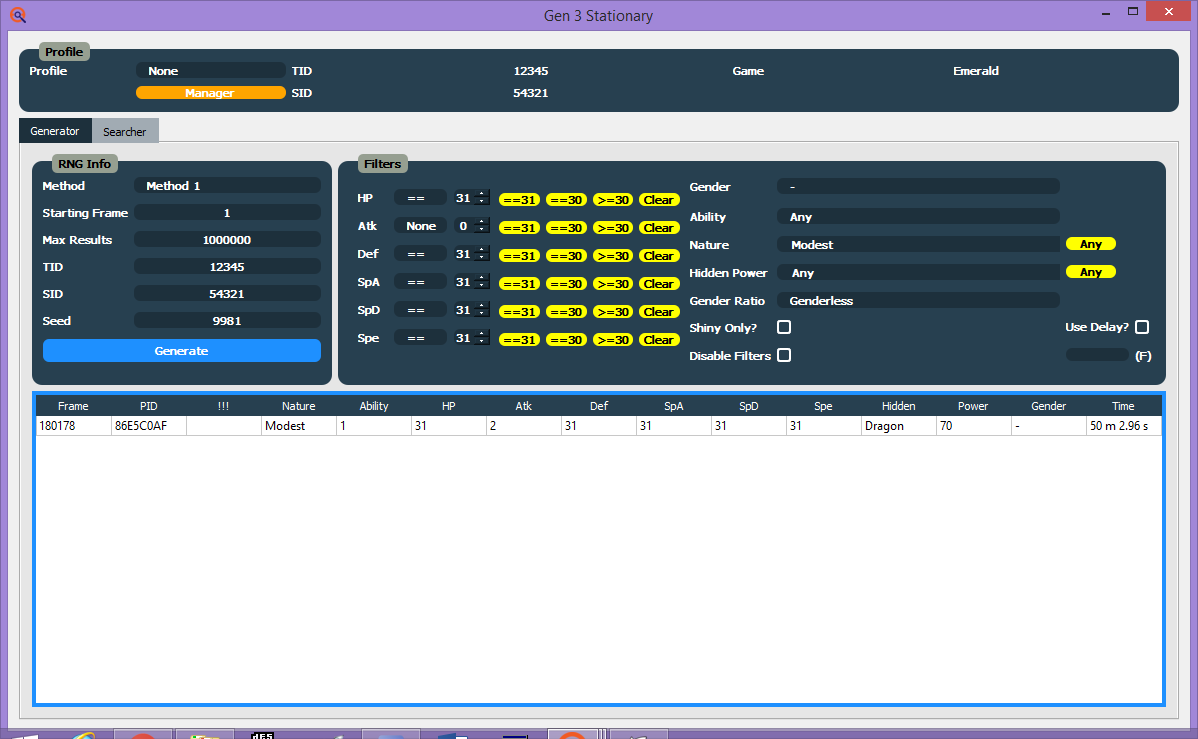 Gen 3 Stationary
Profile
Profile None TID 12345 Game Emerald
Manager SID 54321
Generator Searcher
RNG Info
Method Method 1
Starting Frame 1
Max Results 1000000
TID 12345
SID 54321
Seed 9981
Generate
Filters
HP == 31 ==31 ==30 >=30 Clear
Atk None 0 ==31 ==30 >=30 Clear
Def == 31 ==31 ==30 >=30 Clear
SpA == 31 ==31 ==30 >=30 Clear
SpD == 31 ==31 ==30 >=30 Clear
Spe == 31 ==31 ==30 >=30 Clear
Gender -
Ability Any
Nature Modest Any
Hidden Power Any Any
Gender Ratio Genderless
Shiny Only? Use Delay?
Disable Filters (F)
Frame PID !!! Nature Ability HP Atk Def SpA SpD Spe Hidden Power Gender Time
180178 86E5C0AF Modest 1 31 2 31 31 31 31 Dragon 70 - 50 m 2.96 s